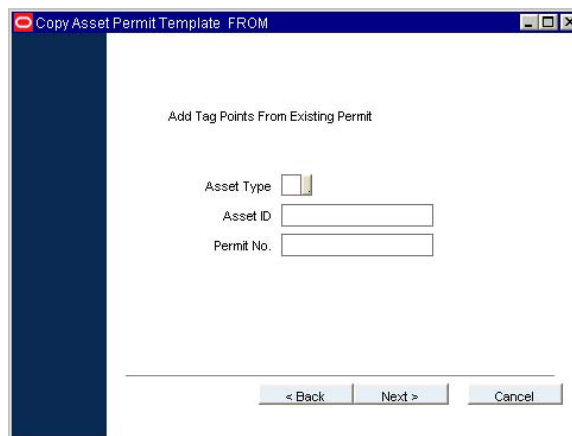 Copy Asset Permit Template FROM
Add Tag Points From Existing Permit
Asset Type
Asset ID
Permit No.
< Back Next > Cancel